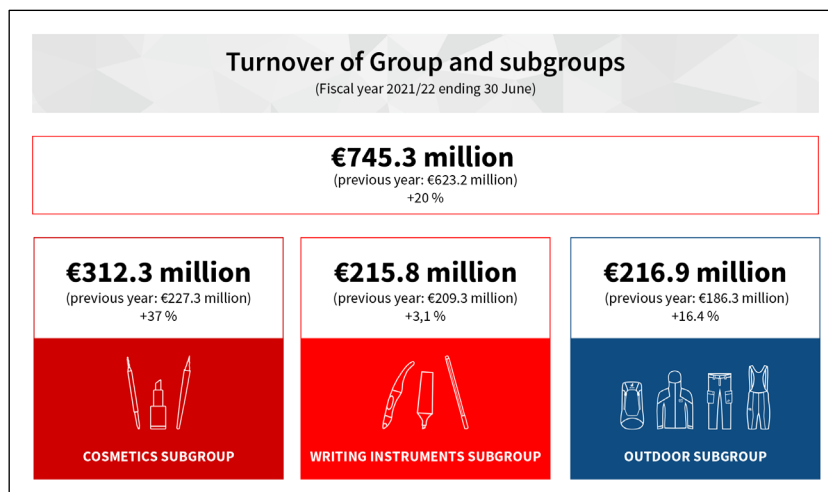 Turnover of Group and subgroups
(Fiscal year 2021/22 ending 30 June)
€745.3 million
(previous year: €623.2 million)
+20 %
€312.3 million
(previous year: €227.3 million)
+37 %
COSMETICS SUBGROUP
€215.8 million
(previous year: €209.3 million)
+3,1 %
WRITING INSTRUMENTS SUBGROUP
€216.9 million
(previous year: €186.3 million)
+16.4 %
OUTDOOR SUBGROUP